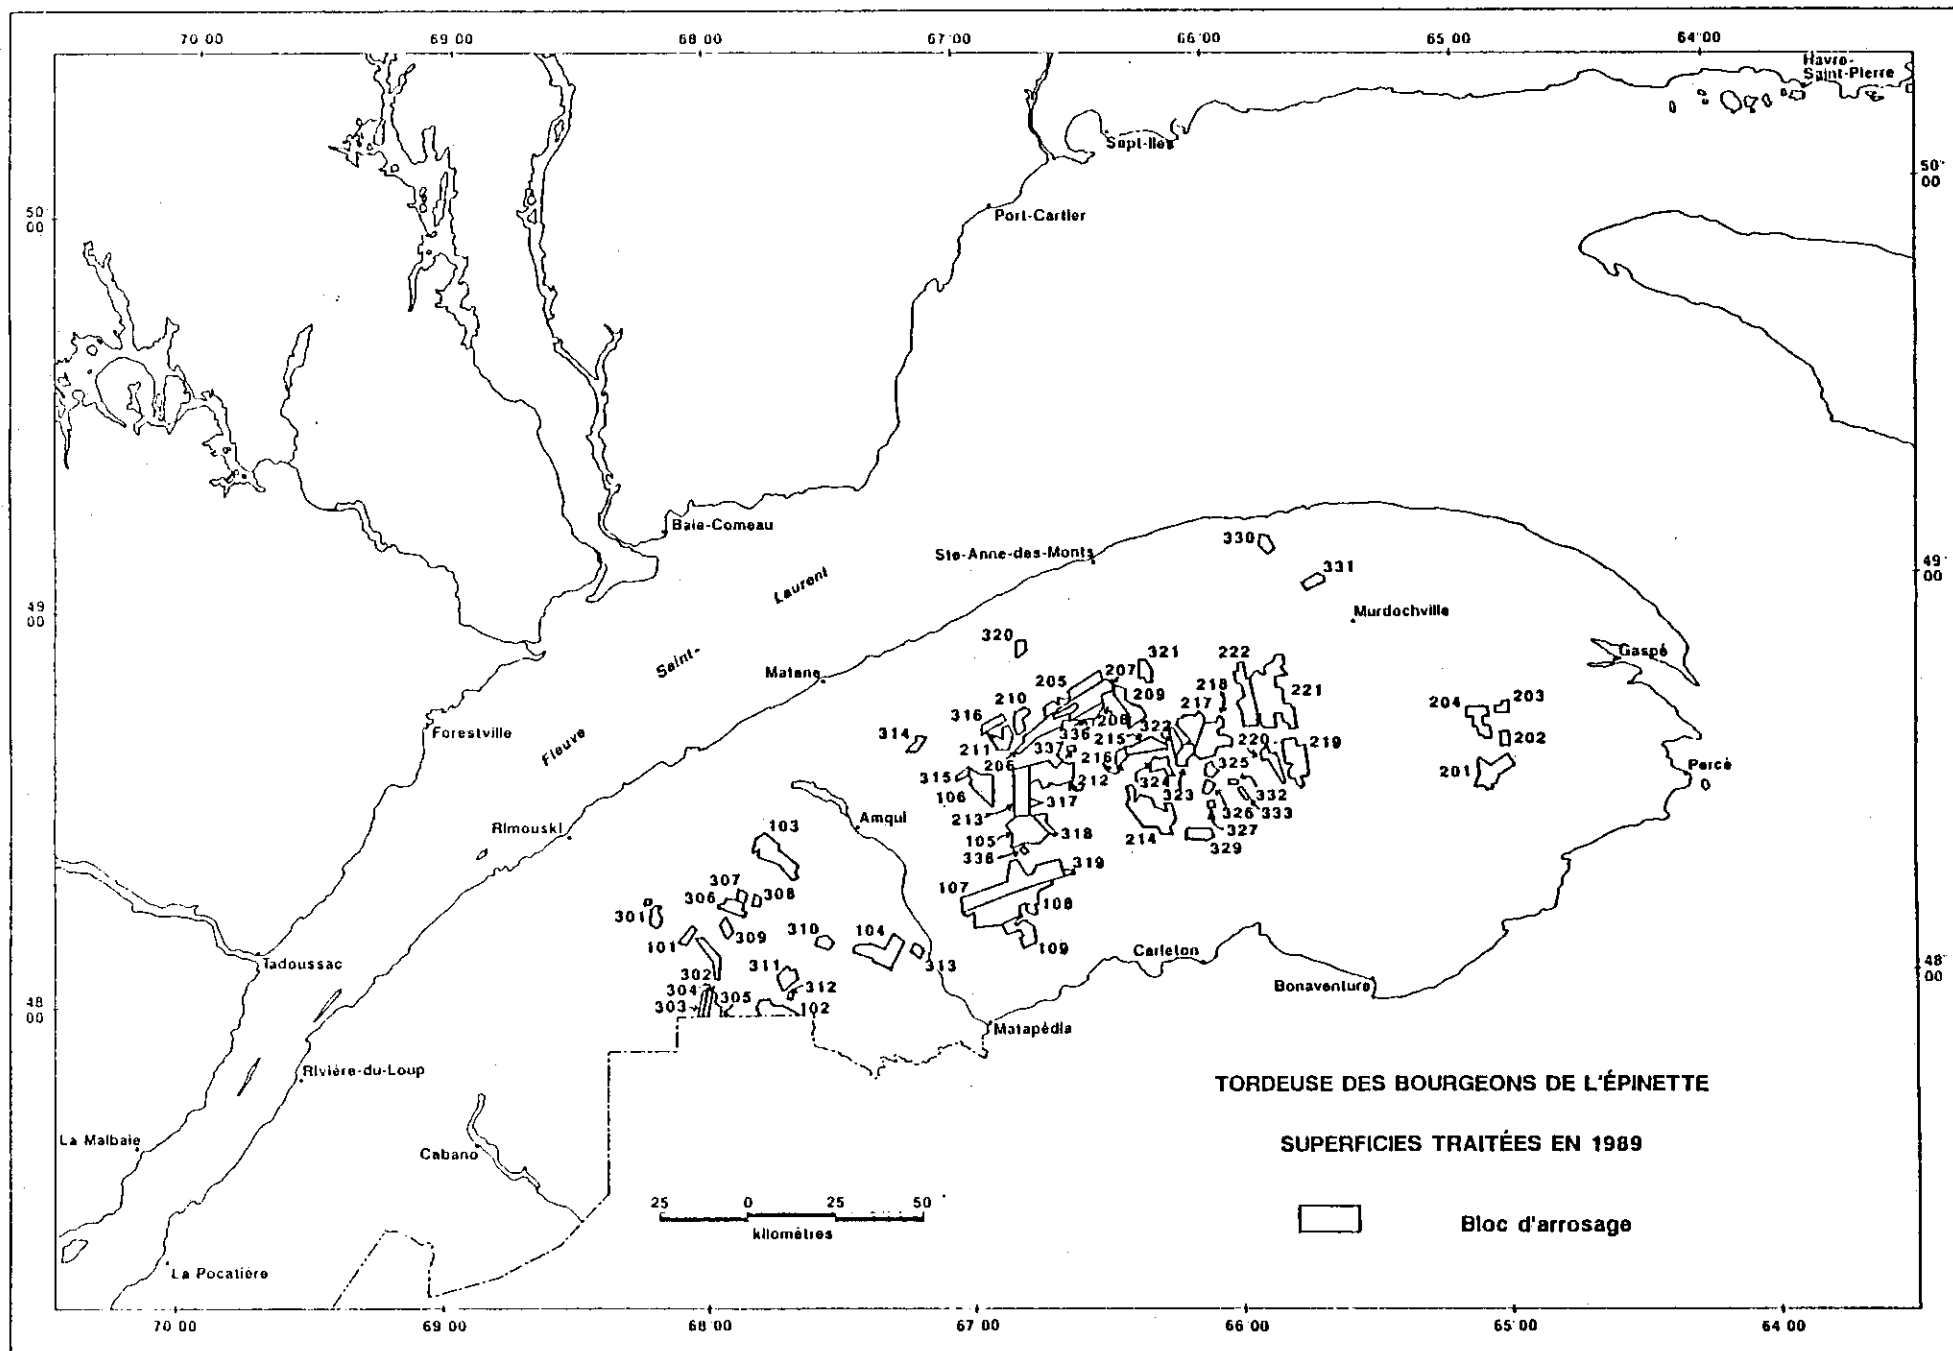 70°00' 69°00' 68°00' 67°00' 66°00' 65°00' 64°00'
Havre-
Saint-Pierre
Sept-Iles
50°
00'
Port-Cartier
50
00
Baie-Comeau
Ste-Anne-des-Monts
330
331
49°
00'
Laurent
49
00
Murdochville
320
Saint-
Matane
321
222
Gaspé
205
207
218
221
204
203
210
209
217
316
208
322
Forestville
314
336
215
202
211
337
220
219
Fleuve
206
216
325
201
Percé
315
212
324
332
106
317
323
326
333
213
327
Rimouski
Amqui
105
318
214
329
103
338
319
307
107
306
308
108
301
309
310
104
101
109
Carleton
313
Tadoussac
302
311
304
312
Bonaventure
48°
00'
303
305
102
48
00
Matapédia
Rivière-du-Loup
TORDEUSE DES BOURGEONS DE L'ÉPINETTE
La Malbaie
Cabano
SUPERFICIES TRAITÉES EN 1989
25 0 25 50
kilomètres
Bloc d'arrosage
La Pocatière
70°00' 69°00' 68°00' 67°00' 66°00' 65°00' 64°00'